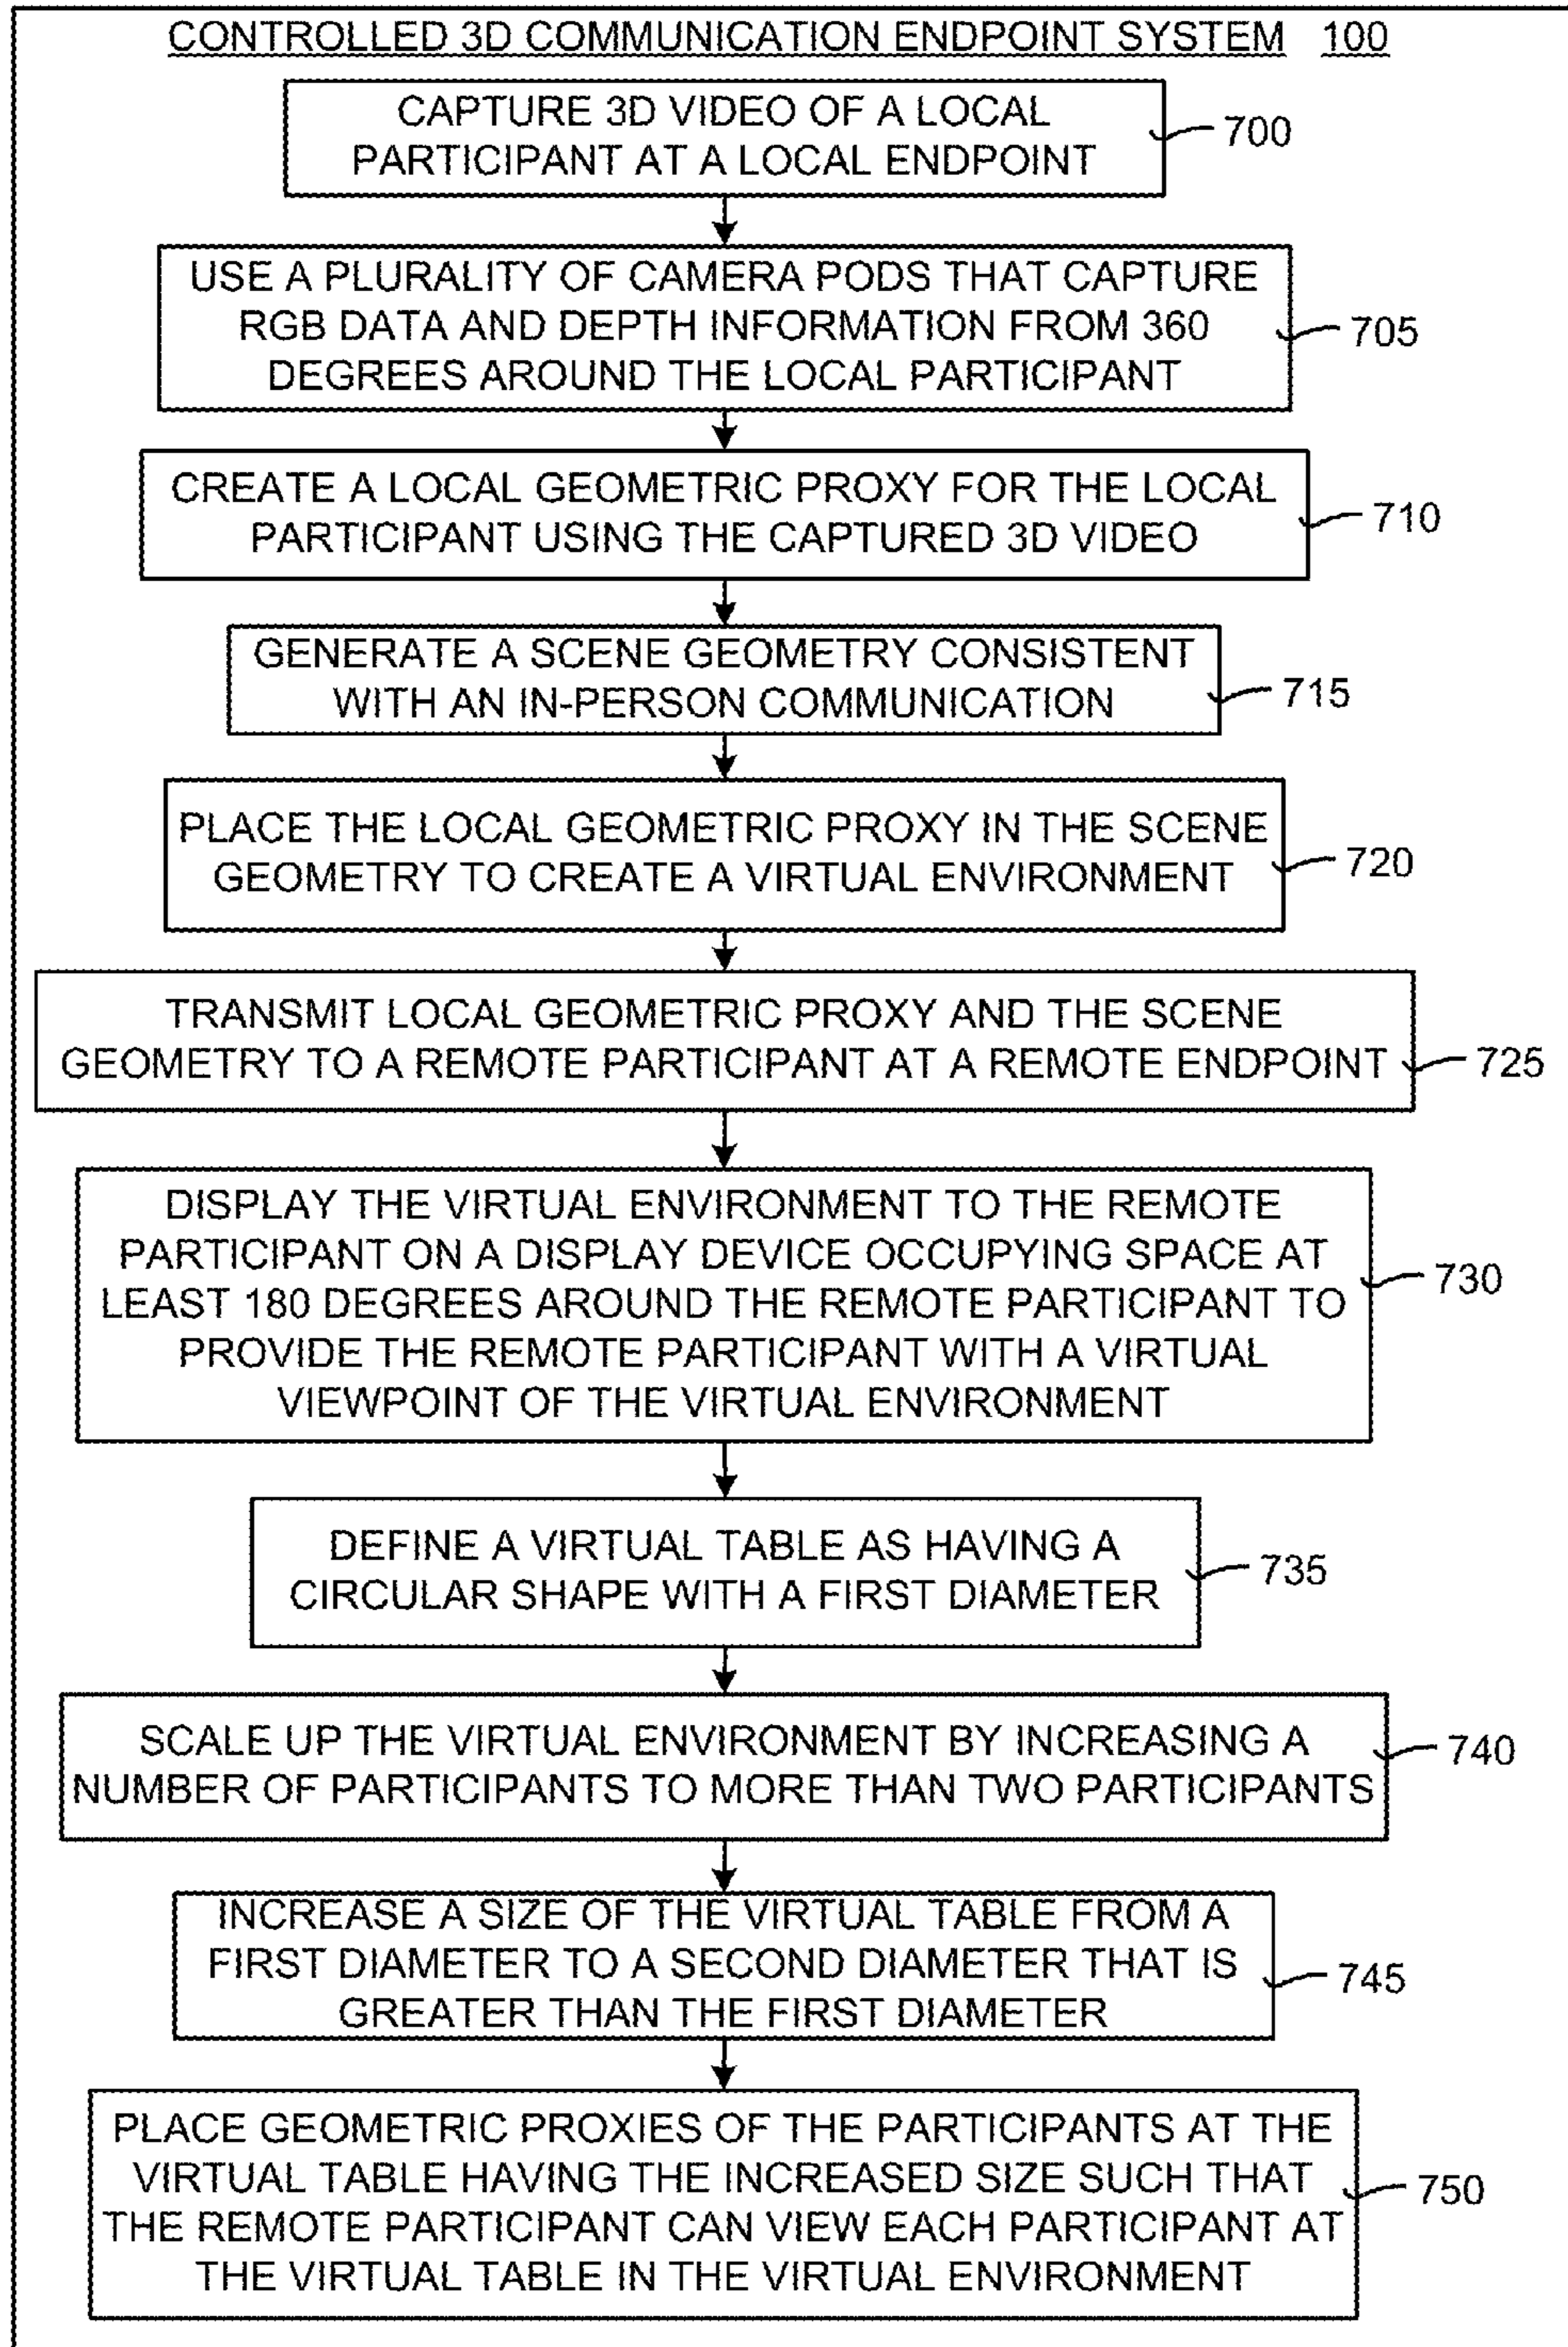 CONTROLLED 3D COMMUNICATION ENDPOINT SYSTEM 100
CAPTURE 3D VIDEO OF A LOCAL
PARTICIPANT AT A LOCAL ENDPOINT
700
USE A PLURALITY OF CAMERA PODS THAT CAPTURE
RGB DATA AND DEPTH INFORMATION FROM 360
DEGREES AROUND THE LOCAL PARTICIPANT
705
CREATE A LOCAL GEOMETRIC PROXY FOR THE LOCAL
PARTICIPANT USING THE CAPTURED 3D VIDEO
710
GENERATE A SCENE GEOMETRY CONSISTENT
WITH AN IN-PERSON COMMUNICATION
715
PLACE THE LOCAL GEOMETRIC PROXY IN THE SCENE
GEOMETRY TO CREATE A VIRTUAL ENVIRONMENT
720
TRANSMIT LOCAL GEOMETRIC PROXY AND THE SCENE
GEOMETRY TO A REMOTE PARTICIPANT AT A REMOTE ENDPOINT
725
DISPLAY THE VIRTUAL ENVIRONMENT TO THE REMOTE
PARTICIPANT ON A DISPLAY DEVICE OCCUPYING SPACE AT
LEAST 180 DEGREES AROUND THE REMOTE PARTICIPANT TO
PROVIDE THE REMOTE PARTICIPANT WITH A VIRTUAL
VIEWPOINT OF THE VIRTUAL ENVIRONMENT
730
DEFINE A VIRTUAL TABLE AS HAVING A
CIRCULAR SHAPE WITH A FIRST DIAMETER
735
SCALE UP THE VIRTUAL ENVIRONMENT BY INCREASING A
NUMBER OF PARTICIPANTS TO MORE THAN TWO PARTICIPANTS
740
INCREASE A SIZE OF THE VIRTUAL TABLE FROM A
FIRST DIAMETER TO A SECOND DIAMETER THAT IS
GREATER THAN THE FIRST DIAMETER
745
PLACE GEOMETRIC PROXIES OF THE PARTICIPANTS AT THE
VIRTUAL TABLE HAVING THE INCREASED SIZE SUCH THAT
THE REMOTE PARTICIPANT CAN VIEW EACH PARTICIPANT AT
THE VIRTUAL TABLE IN THE VIRTUAL ENVIRONMENT
750